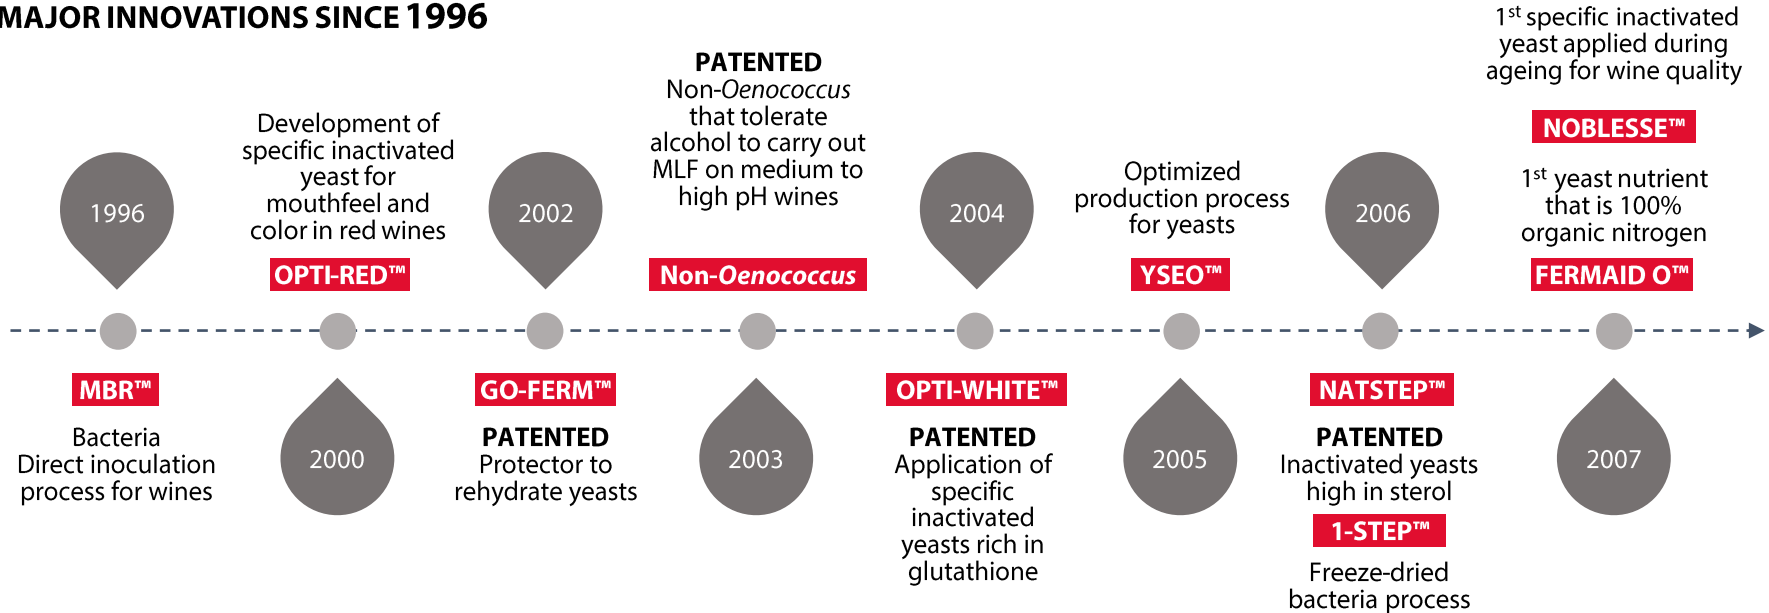 MAJOR INNOVATIONS SINCE 1996
1996
MBR™
Bacteria
Direct inoculation
process for wines
Development of
specific inactivated
yeast for
mouthfeel and
color in red wines
OPTI-RED™
2000
2002
GO-FERM™
PATENTED
Protector to
rehydrate yeasts
PATENTED
Non-Oenococcus
that tolerate
alcohol to carry out
MLF on medium to
high pH wines
Non-Oenococcus
2003
2004
OPTI-WHITE™
PATENTED
Application of
specific
inactivated
yeasts rich in
glutathione
Optimized
production process
for yeasts
YSEO™
2005
2006
NATSTEP™
PATENTED
Inactivated yeasts
high in sterol
1-STEP™
Freeze-dried
bacteria process
1st specific inactivated
yeast applied during
ageing for wine quality
NOBLESSE™
1st yeast nutrient
that is 100%
organic nitrogen
FERMAID O™
2007